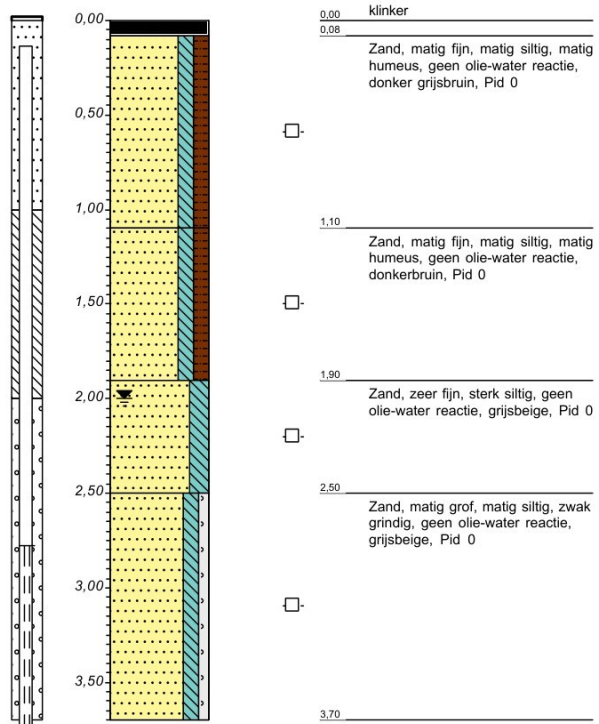 0,00
0,50
1,00
1,50
2,00
2,50
3,00
3,50
0,00
klinker
0,08
Zand, matig fijn, matig siltig, matig
humeus, geen olie-water reactie,
donker grijsbruin, Pid 0
1,10
Zand, matig fijn, matig siltig, matig
humeus, geen olie-water reactie,
donkerbruin, Pid 0
1,90
Zand, zeer fijn, sterk siltig, geen
olie-water reactie, grijsbeige, Pid 0
2,50
Zand, matig grof, matig siltig, zwak
grindig, geen olie-water reactie,
grijsbeige, Pid 0
3,70